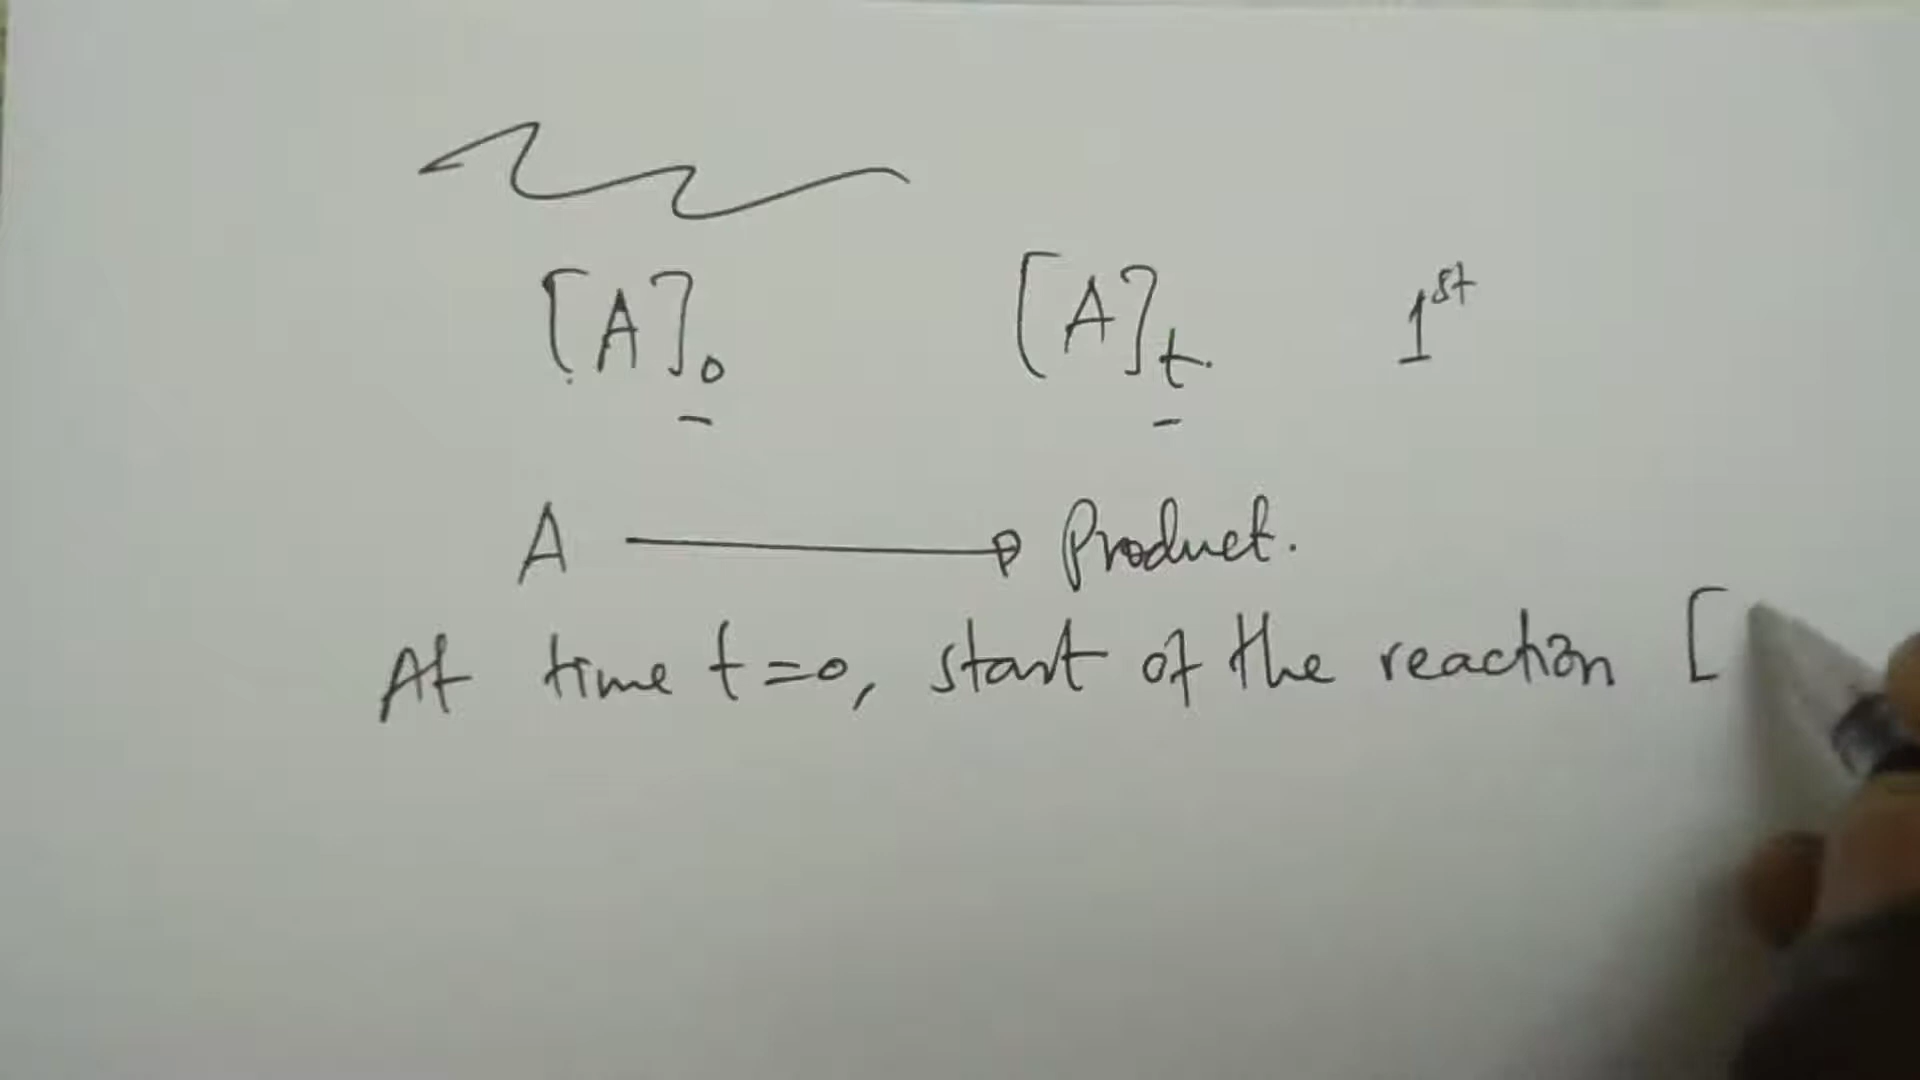 [A]₀ [A]ₜ 1ˢᵗ
A → Product.
At time t=0, start of the reaction [